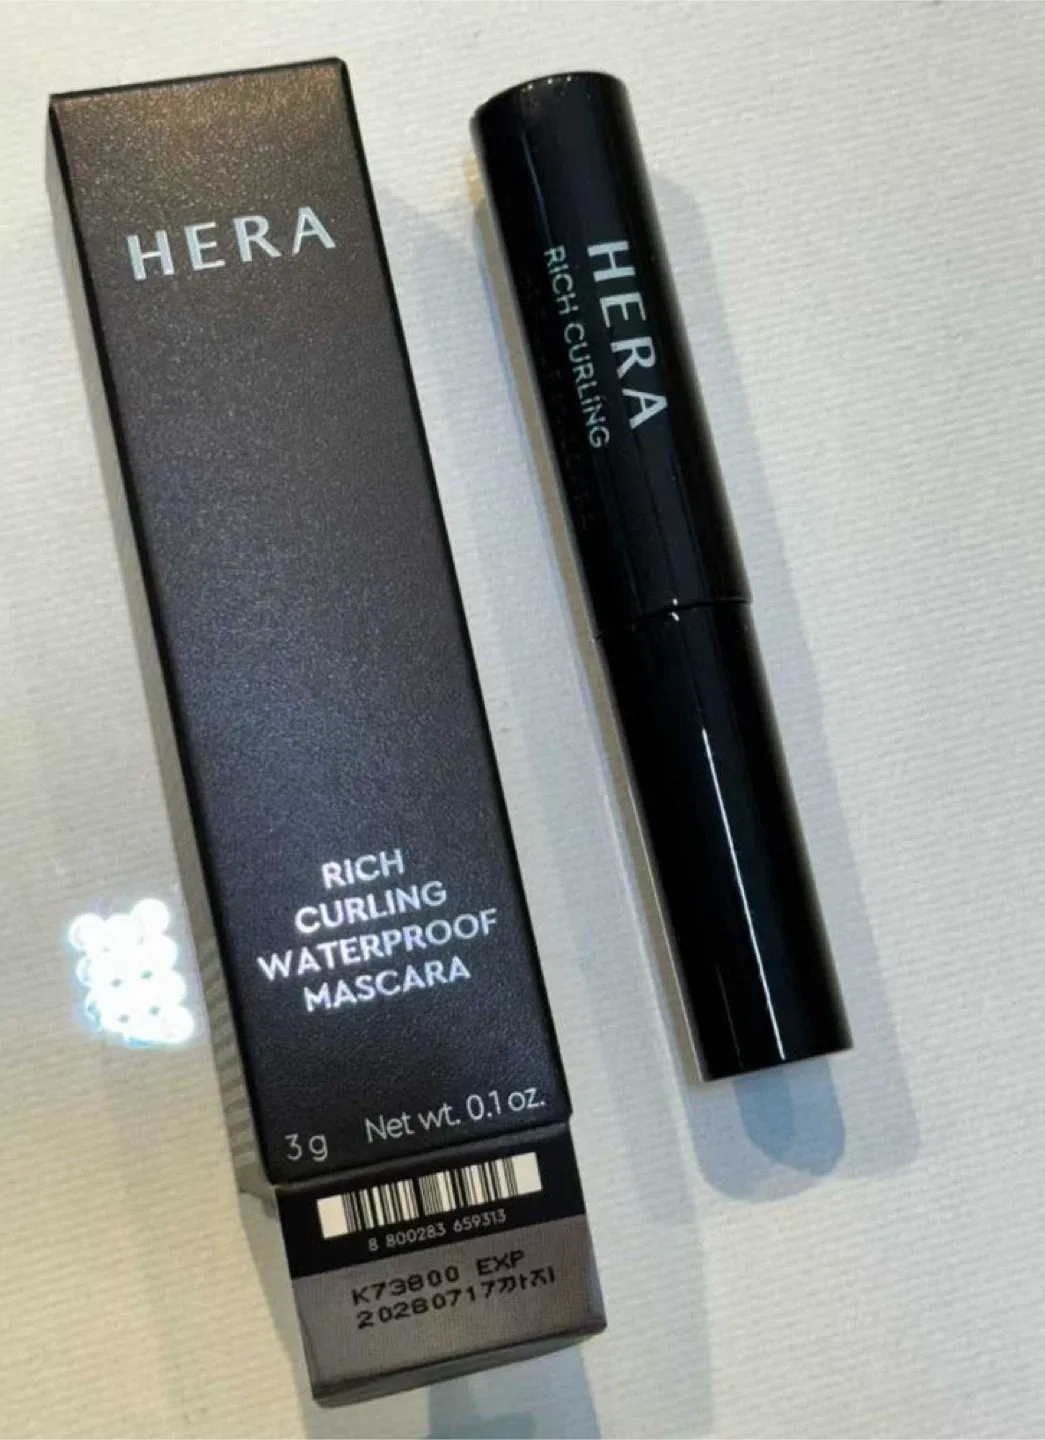 HERA
RICH
CURLING
WATERPROOF
MASCARA
3 g Net wt. 0.1 oz.
8 800283 659313
K73800 EXP
20280717까지
HERA
RICH CURLING